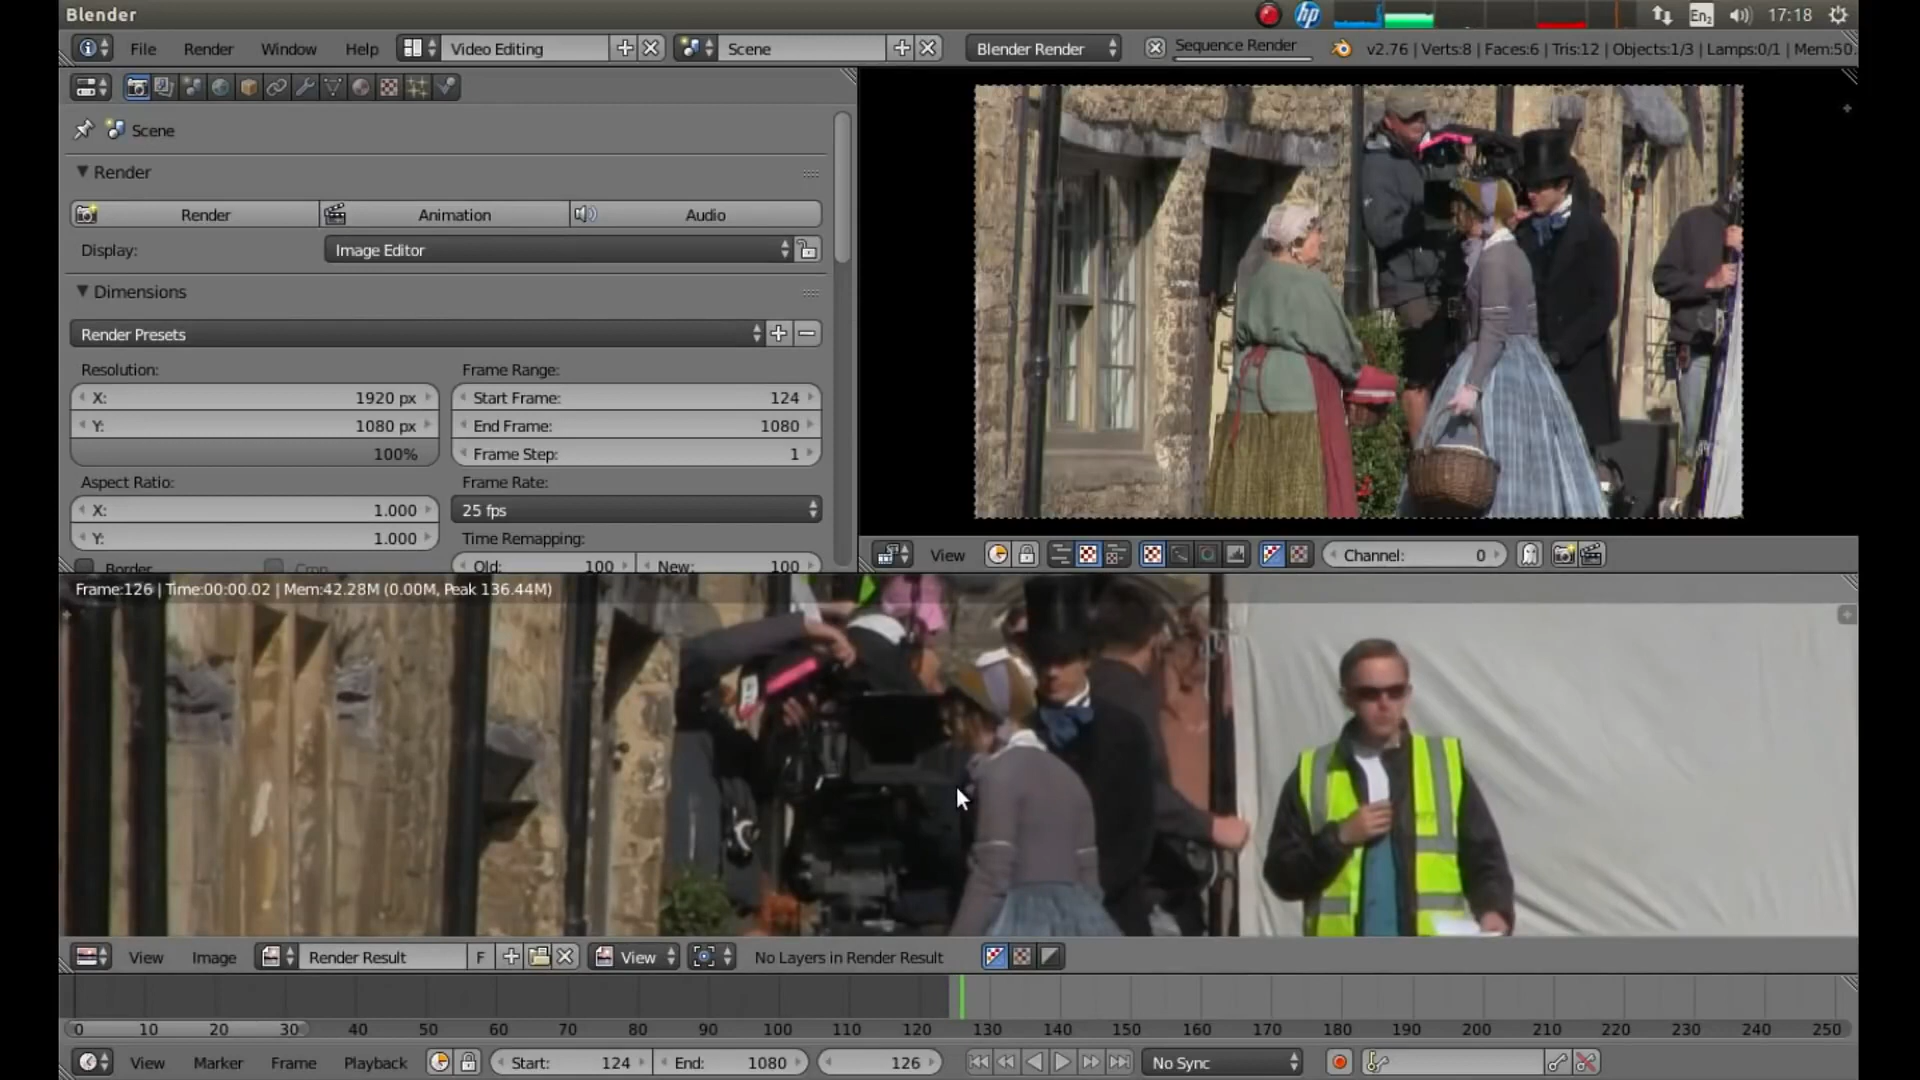 Blender
hp
En2
17:18
File Render Window Help Video Editing Scene Blender Render Sequence Render v2.76 | Verts:8 | Faces:6 | Tris:12 | Objects:1/3 | Lamps:0/1 | Mem:50.
Scene
Render
Render Animation Audio
Display: Image Editor
Dimensions
Render Presets
Resolution: Frame Range:
X: 1920 px Start Frame: 124
Y: 1080 px End Frame: 1080
100% Frame Step: 1
Aspect Ratio: Frame Rate:
X: 1.000 25 fps
Y: 1.000 Time Remapping:
Border Crop Old: 100 New: 100
View Channel: 0
Frame:126 | Time:00:00.02 | Mem:42.28M (0.00M, Peak 136.44M)
View Image Render Result F View No Layers in Render Result
0 10 20 30 40 50 60 70 80 90 100 110 120 130 140 150 160 170 180 190 200 210 220 230 240 250
View Marker Frame Playback Start: 124 End: 1080 126 No Sync